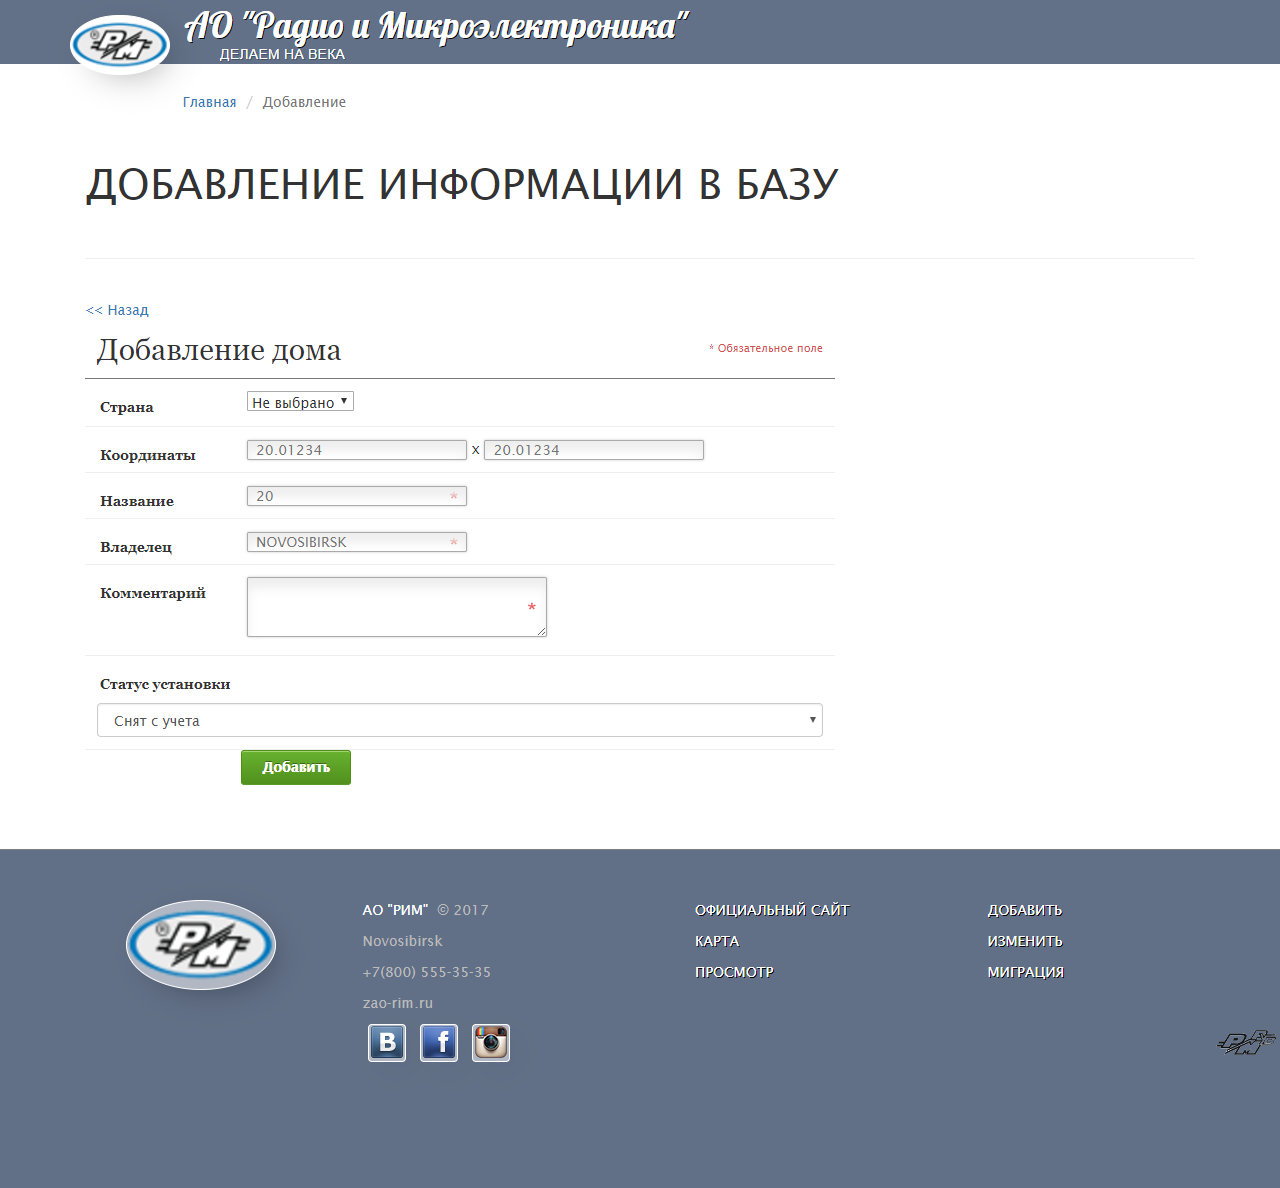 ® РМ
АО "Радио и Микроэлектроника"
ДЕЛАЕМ НА ВЕКА
Главная / Добавление
ДОБАВЛЕНИЕ ИНФОРМАЦИИ В БАЗУ
<< Назад
Добавление дома
* Обязательное поле
Страна Не выбрано
Координаты 20.01234 x 20.01234
Название 20 *
Владелец NOVOSIBIRSK *
Комментарий *
Статус установки
Снят с учета
Добавить
® РМ
АО "РИМ" © 2017
Novosibirsk
+7(800) 555-35-35
zao-rim.ru
В f
ОФИЦИАЛЬНЫЙ САЙТ
КАРТА
ПРОСМОТР
ДОБАВИТЬ
ИЗМЕНИТЬ
МИГРАЦИЯ